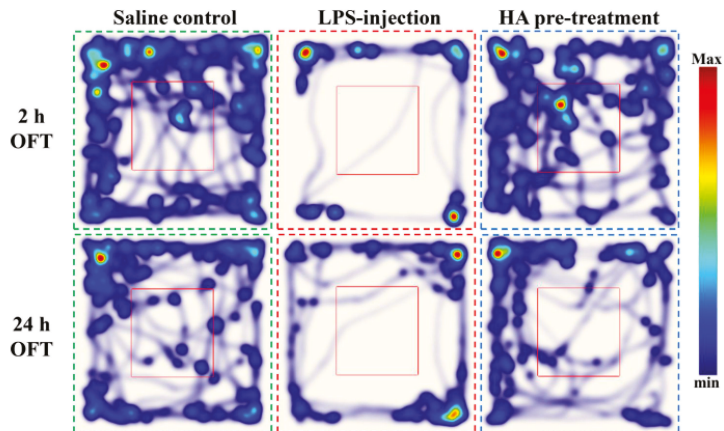 Saline control LPS-injection HA pre-treatment
Max
2 h
OFT
24 h
OFT
min